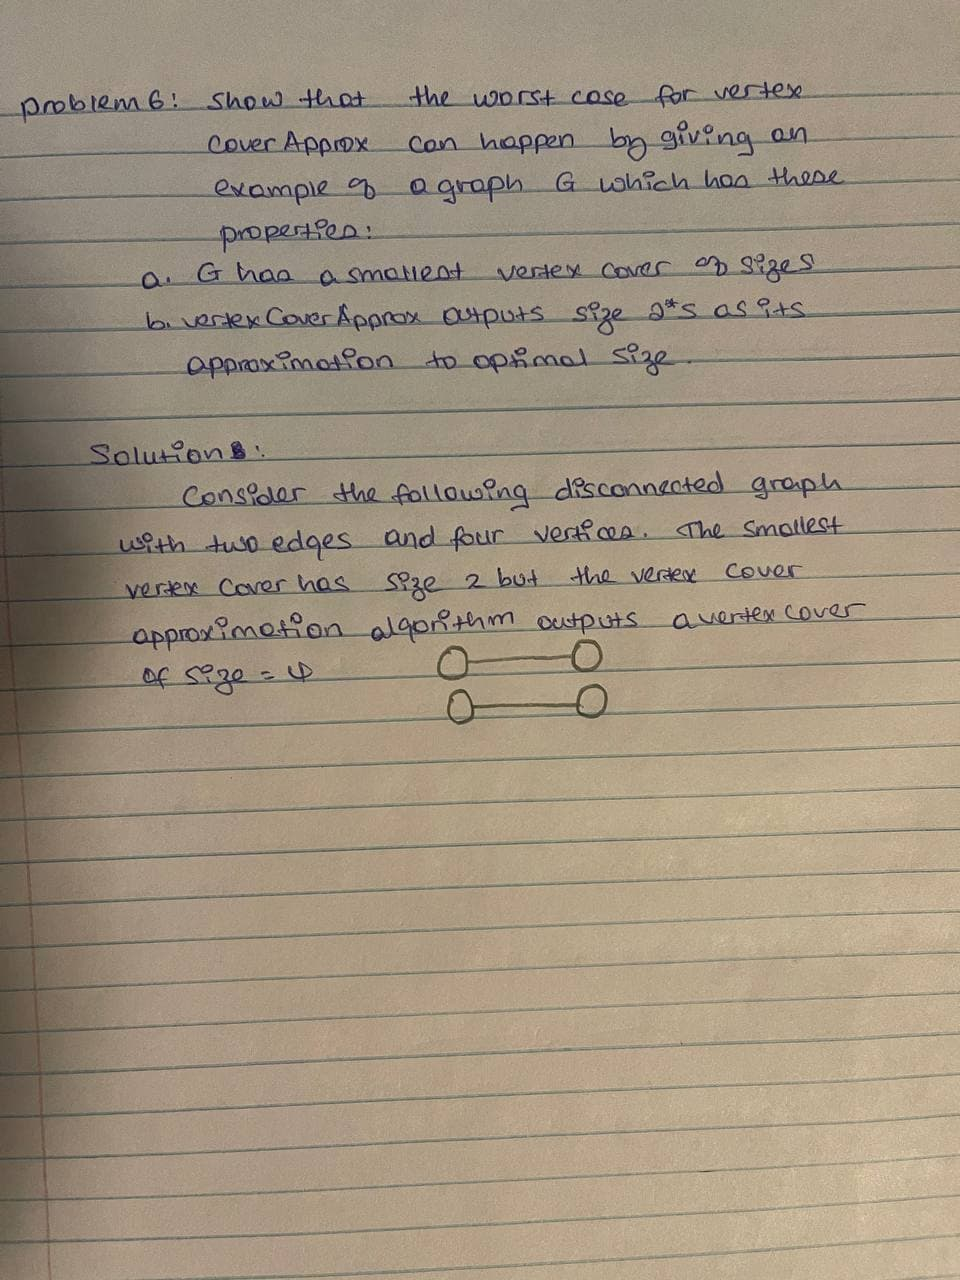 Problem 6: Show that the worst case for vertex
Cover Approx can happen by giving an
example of a graph G which has these
properties:
a. G has a smallest vertex cover of size s
b. vertex Cover Approx outputs size 2*s as its
approximation to optimal size.
Solution:
Consider the following disconnected graph
with two edges and four vertices. The smallest
vertex cover has size 2 but the vertex cover
approximation algorithm outputs a vertex cover
of size = 4